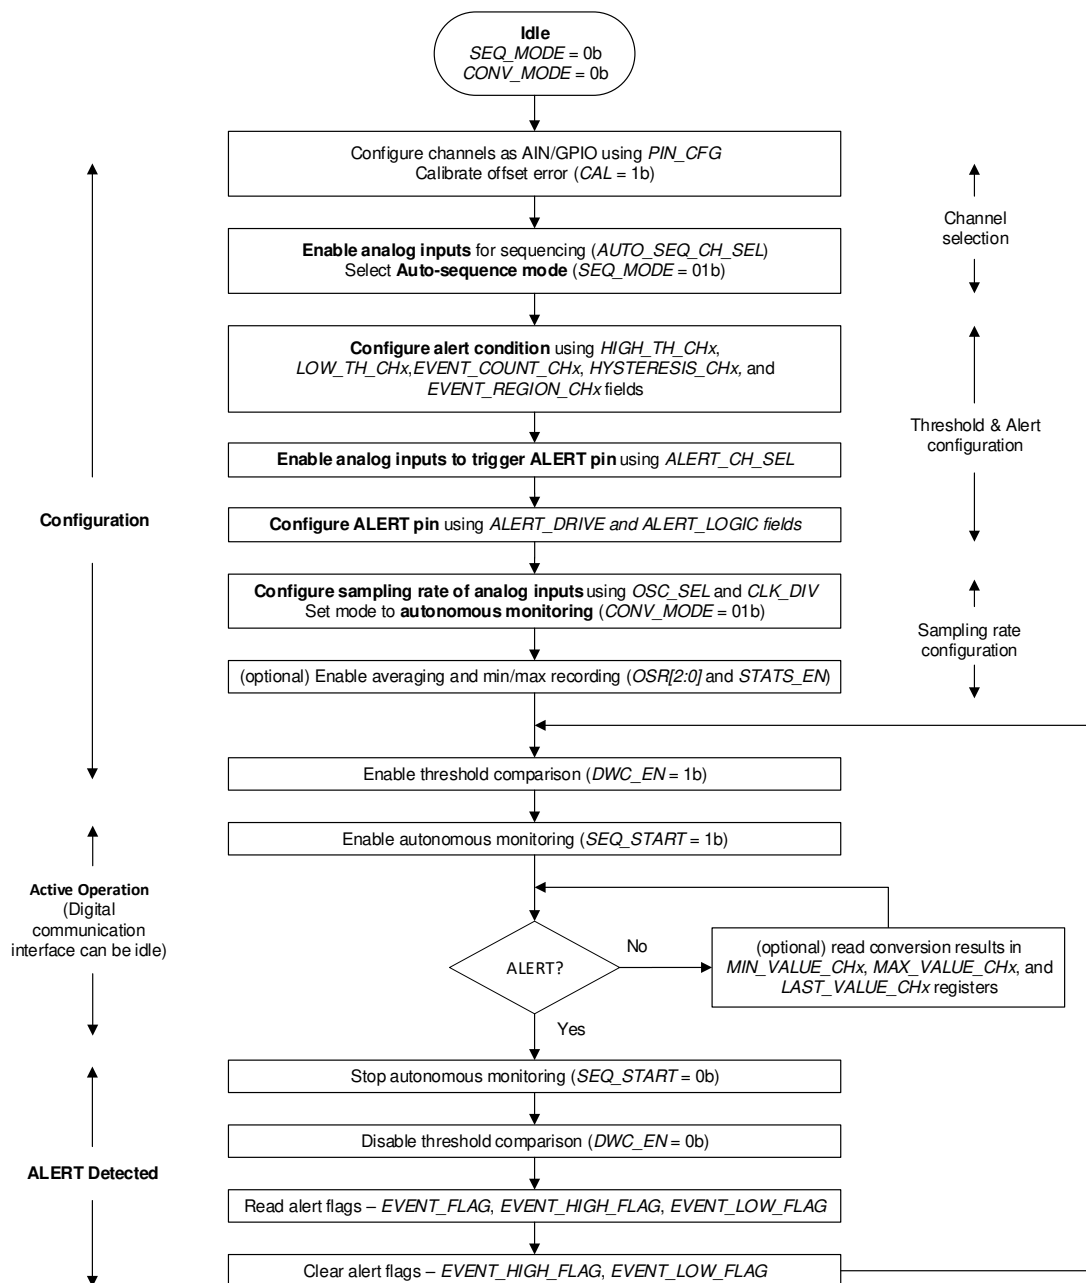 Idle
SEQ_MODE = 0b
CONV_MODE = 0b
Configure channels as AIN/GPIO using PIN_CFG
Calibrate offset error (CAL = 1b)
Channel
selection
Enable analog inputs for sequencing (AUTO_SEQ_CH_SEL)
Select Auto-sequence mode (SEQ_MODE = 01b)
Configure alert condition using HIGH_TH_CHx,
LOW_TH_CHx,EVENT_COUNT_CHx, HYSTERESIS_CHx, and
EVENT_REGION_CHx fields
Threshold & Alert
configuration
Enable analog inputs to trigger ALERT pin using ALERT_CH_SEL
Configuration
Configure ALERT pin using ALERT_DRIVE and ALERT_LOGIC fields
Configure sampling rate of analog inputs using OSC_SEL and CLK_DIV
Set mode to autonomous monitoring (CONV_MODE = 01b)
Sampling rate
configuration
(optional) Enable averaging and min/max recording (OSR[2:0] and STATS_EN)
Enable threshold comparison (DWC_EN = 1b)
Enable autonomous monitoring (SEQ_START = 1b)
Active Operation
(Digital
communication
interface can be idle)
ALERT?
No
(optional) read conversion results in
MIN_VALUE_CHx, MAX_VALUE_CHx, and
LAST_VALUE_CHx registers
Yes
Stop autonomous monitoring (SEQ_START = 0b)
Disable threshold comparison (DWC_EN = 0b)
ALERT Detected
Read alert flags – EVENT_FLAG, EVENT_HIGH_FLAG, EVENT_LOW_FLAG
Clear alert flags – EVENT_HIGH_FLAG, EVENT_LOW_FLAG